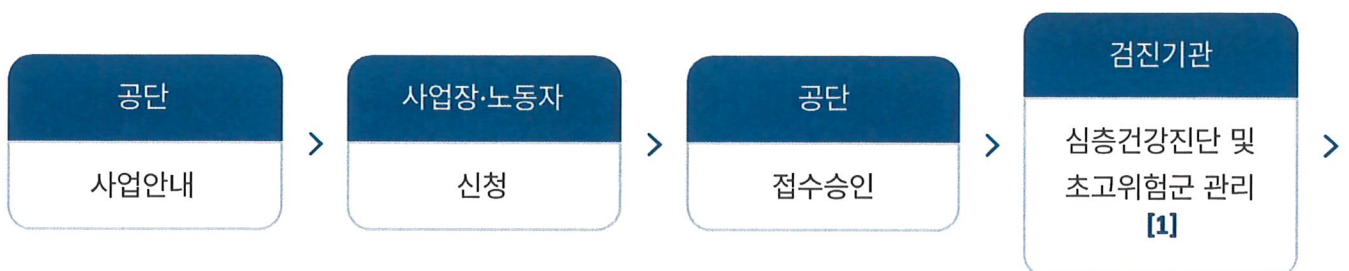 공단
사업안내
>
사업장·노동자
신청
>
공단
접수승인
>
검진기관
심층건강진단 및
초고위험군 관리
[1]
>